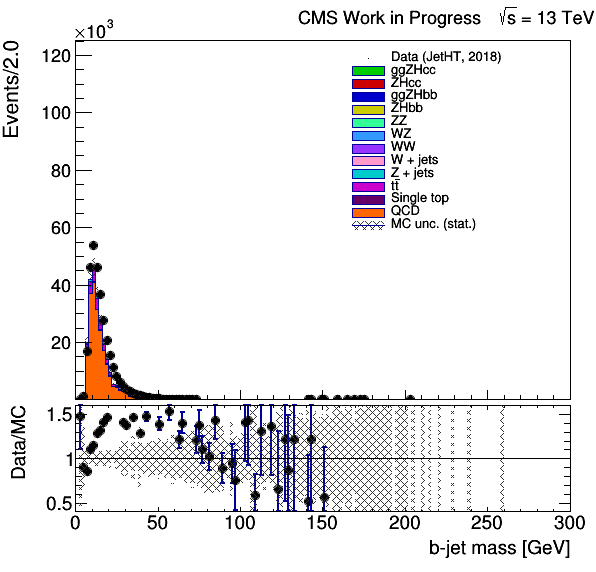 CMS Work in Progress √s = 13 TeV
×10³
Events/2.0
120
100
80
60
40
20
Data (JetHT, 2018)
ggZHcc
ZHcc
ggZHbb
ZHbb
ZZ
WZ
WW
W + jets
Z + jets
tt̄
Single top
QCD
MC unc. (stat.)
Data/MC
1.5
1
0.5
0 50 100 150 200 250 300
b-jet mass [GeV]